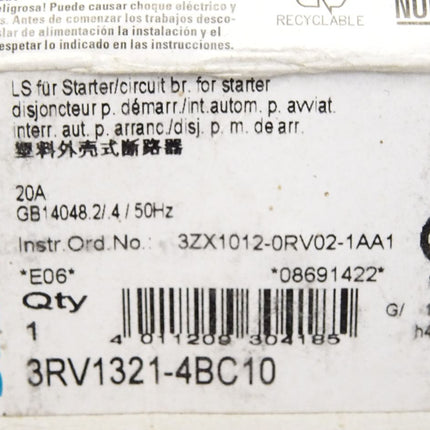 eligrosa! Puede causar choque eléctrico y
es. Antes de comenzar los trabajos desco-
lar de alimentación la instalación y el
espetar lo indicado en las instrucciones.
RECYCLABLE
LS für Starter/circuit br. for starter
disjoncteur p. démarr./int.autom. p. avviat.
interr. aut. p. arranc./disj. p. m. de arr.
塑料外壳式断路器
20A
GB14048.2/.4 / 50Hz
Instr.Ord.No.: 3ZX1012-0RV02-1AA1
*E06* *08691422*
Qty
1
G/
4 011209 304185
3RV1321-4BC10